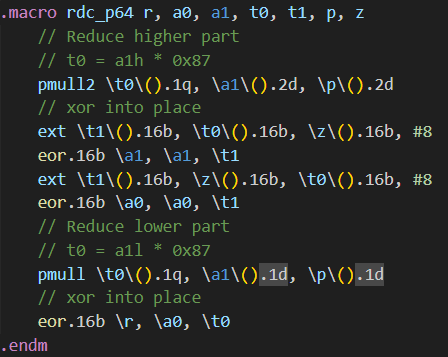 .macro rdc_p64 r, a0, a1, t0, t1, p, z
// Reduce higher part
// t0 = a1h * 0x87
pmull2 \t0\().1q, \a1\().2d, \p\().2d
// xor into place
ext \t1\().16b, \t0\().16b, \z\().16b, #8
eor.16b \a1, \a1, \t1
ext \t1\().16b, \z\().16b, \t0\().16b, #8
eor.16b \a0, \a0, \t1
// Reduce lower part
// t0 = a1l * 0x87
pmull \t0\().1q, \a1\().1d, \p\().1d
// xor into place
eor.16b \r, \a0, \t0
.endm